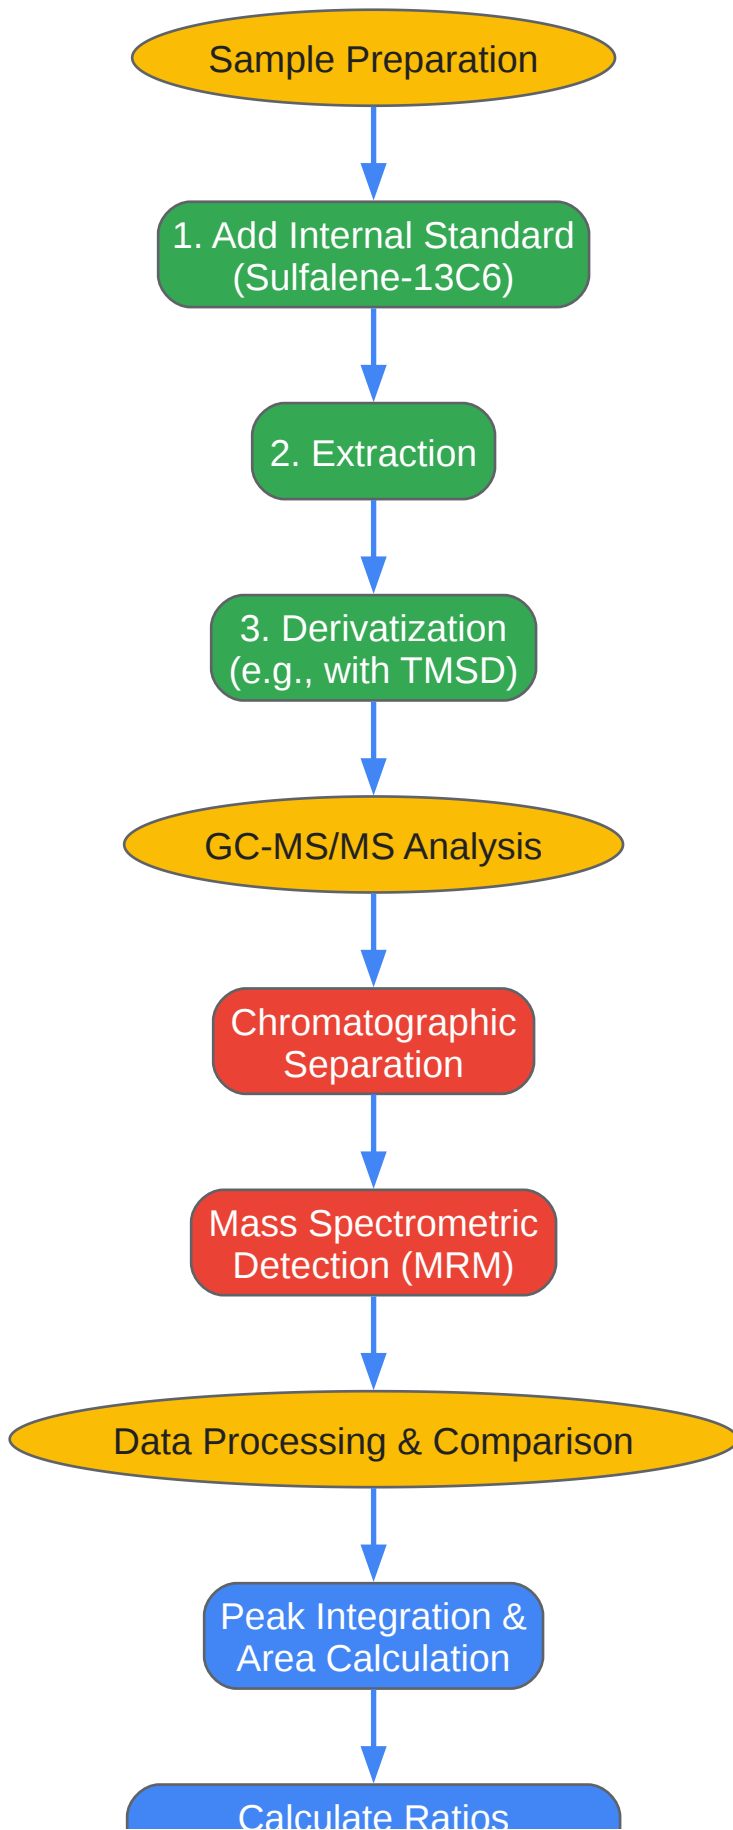 Sample Preparation
1. Add Internal Standard
(Sulfalene-13C6)
2. Extraction
3. Derivatization
(e.g., with TMSD)
GC-MS/MS Analysis
Chromatographic
Separation
Mass Spectrometric
Detection (MRM)
Data Processing & Comparison
Peak Integration &
Area Calculation
Calculate Ratios